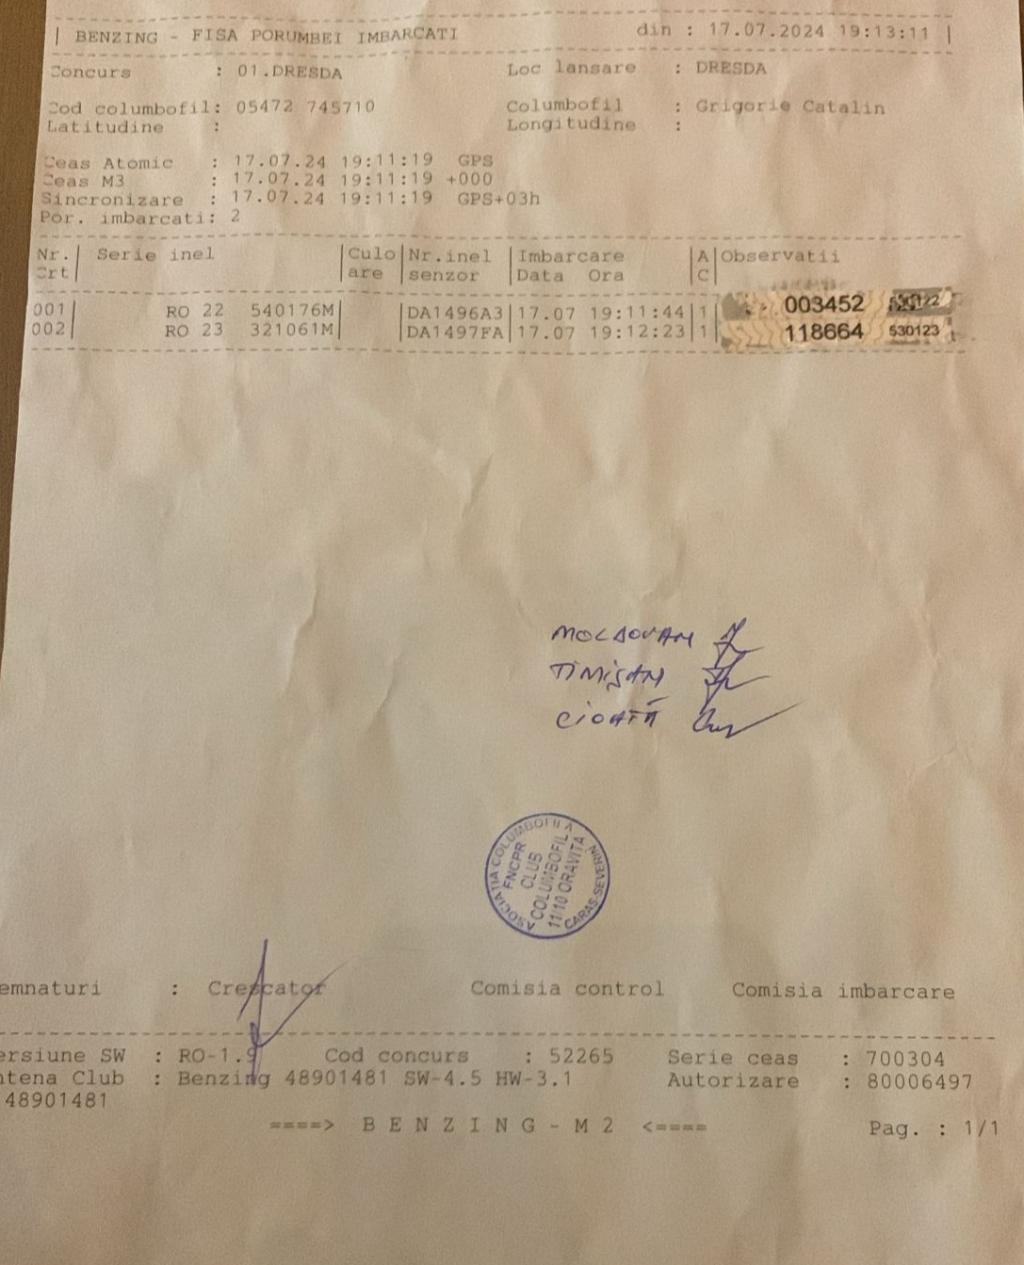 BENZING - FISA PORUMBEI IMBARCATI din : 17.07.2024 19:13:11
Concurs : 01.DRESDA Loc lansare : DRESDA
Cod columbofil: 05472 745710 Columbofil : Grigorie Catalin
Latitudine : Longitudine :
Ceas Atomic : 17.07.24 19:11:19 GPS
Ceas M3 : 17.07.24 19:11:19 +000
Sincronizare : 17.07.24 19:11:19 GPS+03h
Por. imbarcati: 2
Nr. | Serie inel | Culo | Nr.inel | Imbarcare | A | Observatii
Crt | | are | senzor | Data Ora | C |
001 | RO 22 540176M | | DA1496A3 | 17.07 19:11:44 | 1 | 003452
002 | RO 23 321061M | | DA1497FA | 17.07 19:12:23 | 1 | 118664 530123
MOLDOVAN
TIMIȘAN
CIOATĂ
ASOCIATIA COLUMBOFILA
CARAS-SEVERIN
FNCPR
CLUB
COLUMBOFIL
11/10 ORAVITA
emnaturi : Crescator Comisia control Comisia imbarcare
ersiune SW : RO-1.9 Cod concurs : 52265 Serie ceas : 700304
ntena Club : Benzing 48901481 SW-4.5 HW-3.1 Autorizare : 80006497
48901481
====> B E N Z I N G - M 2 <==== Pag. : 1/1